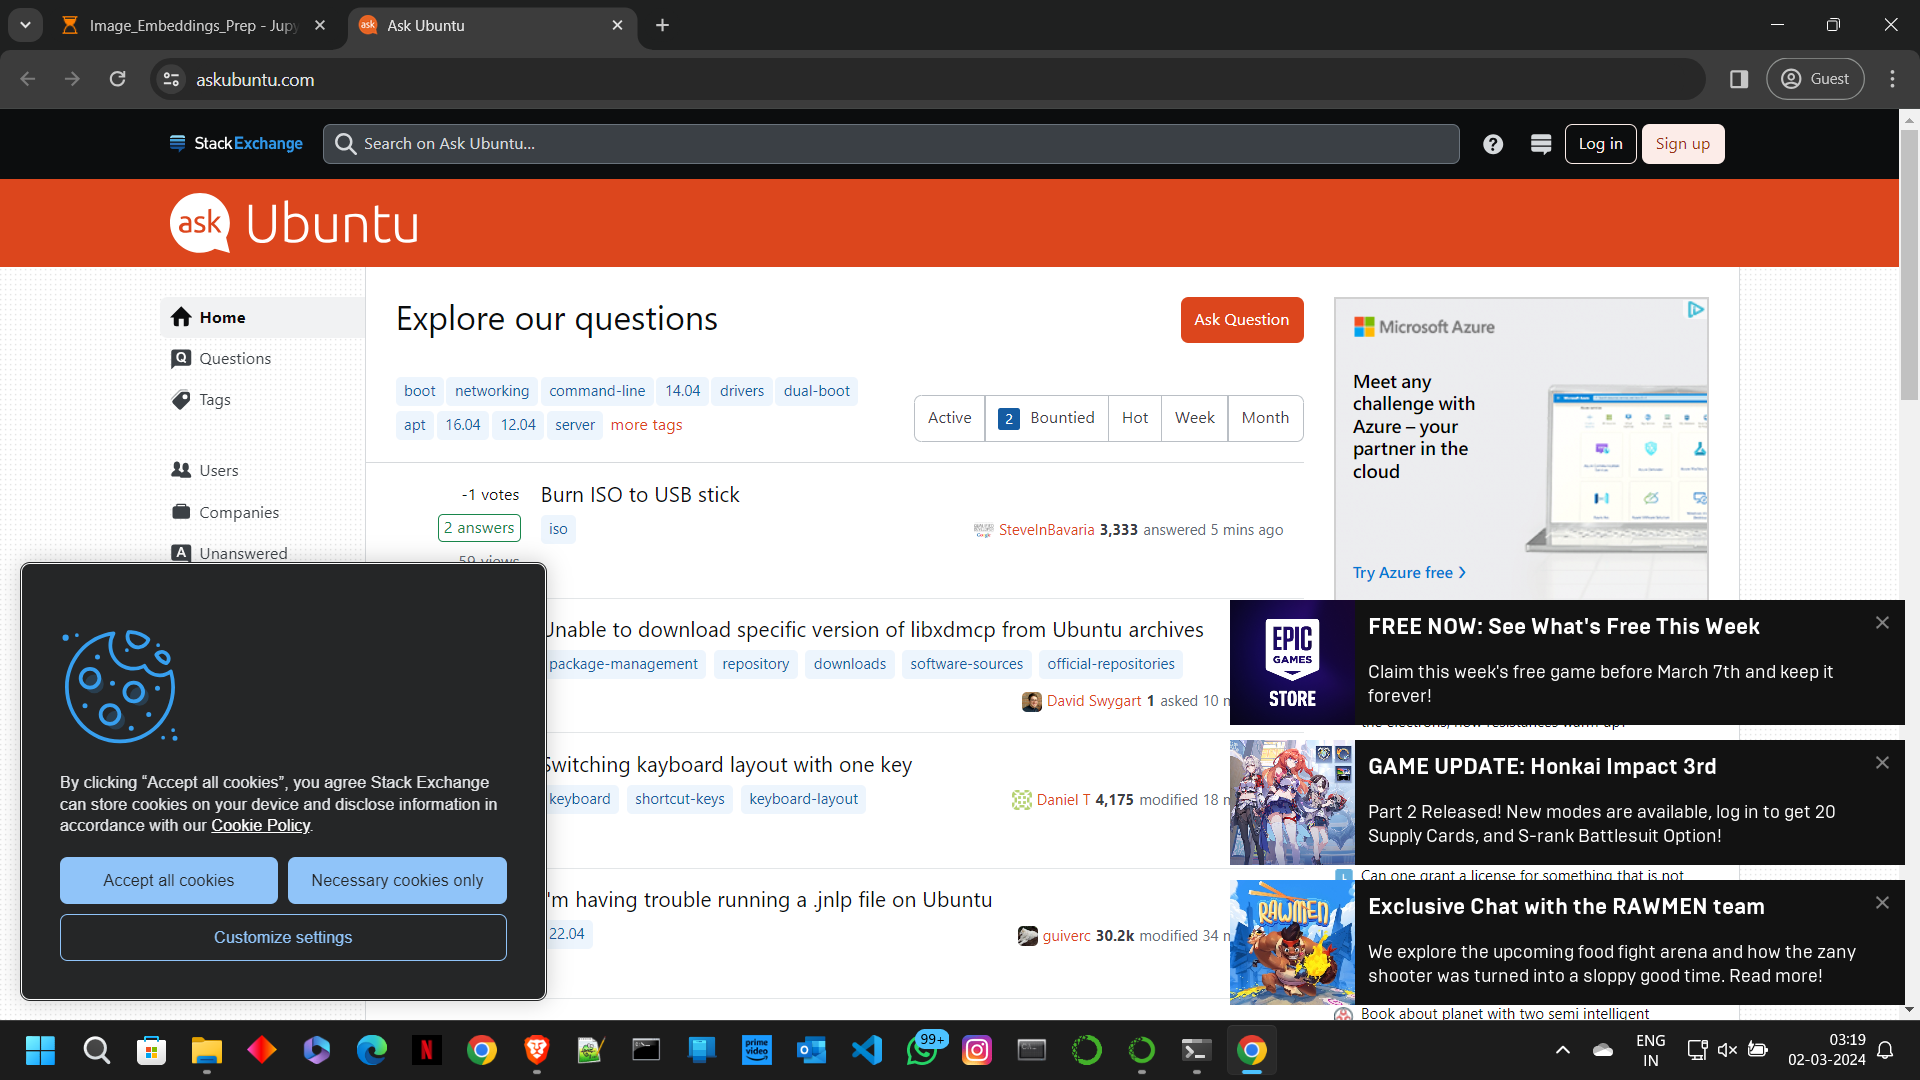 Image_Embeddings_Prep - Jupy
Ask Ubuntu
askubuntu.com
Guest
StackExchange
Search on Ask Ubuntu...
Log in
Sign up
ask Ubuntu
Home
Questions
Tags
Users
Companies
Unanswered
Explore our questions
Ask Question
boot networking command-line 14.04 drivers dual-boot
apt 16.04 12.04 server more tags
Active 2 Bountied Hot Week Month
-1 votes
Burn ISO to USB stick
2 answers
iso
SteveInBavaria 3,333 answered 5 mins ago
59 views
Unable to download specific version of libxdmcp from Ubuntu archives
package-management repository downloads software-sources official-repositories
David Swygart 1 asked 10 m
Switching kayboard layout with one key
keyboard shortcut-keys keyboard-layout
Daniel T 4,175 modified 18 m
I'm having trouble running a .jnlp file on Ubuntu
22.04
guiverc 30.2k modified 34 m
Microsoft Azure
Meet any
challenge with
Azure – your
partner in the
cloud
Try Azure free
EPIC
GAMES
STORE
FREE NOW: See What's Free This Week
Claim this week's free game before March 7th and keep it
forever!
the electrons, how resistances warm up?
GAME UPDATE: Honkai Impact 3rd
Part 2 Released! New modes are available, log in to get 20
Supply Cards, and S-rank Battlesuit Option!
Can one grant a license for something that is not
RAWMEN
Exclusive Chat with the RAWMEN team
We explore the upcoming food fight arena and how the zany
shooter was turned into a sloppy good time. Read more!
Book about planet with two semi intelligent
By clicking “Accept all cookies”, you agree Stack Exchange
can store cookies on your device and disclose information in
accordance with our Cookie Policy.
Accept all cookies
Necessary cookies only
Customize settings
prime
video
99+
ENG
IN
03:19
02-03-2024